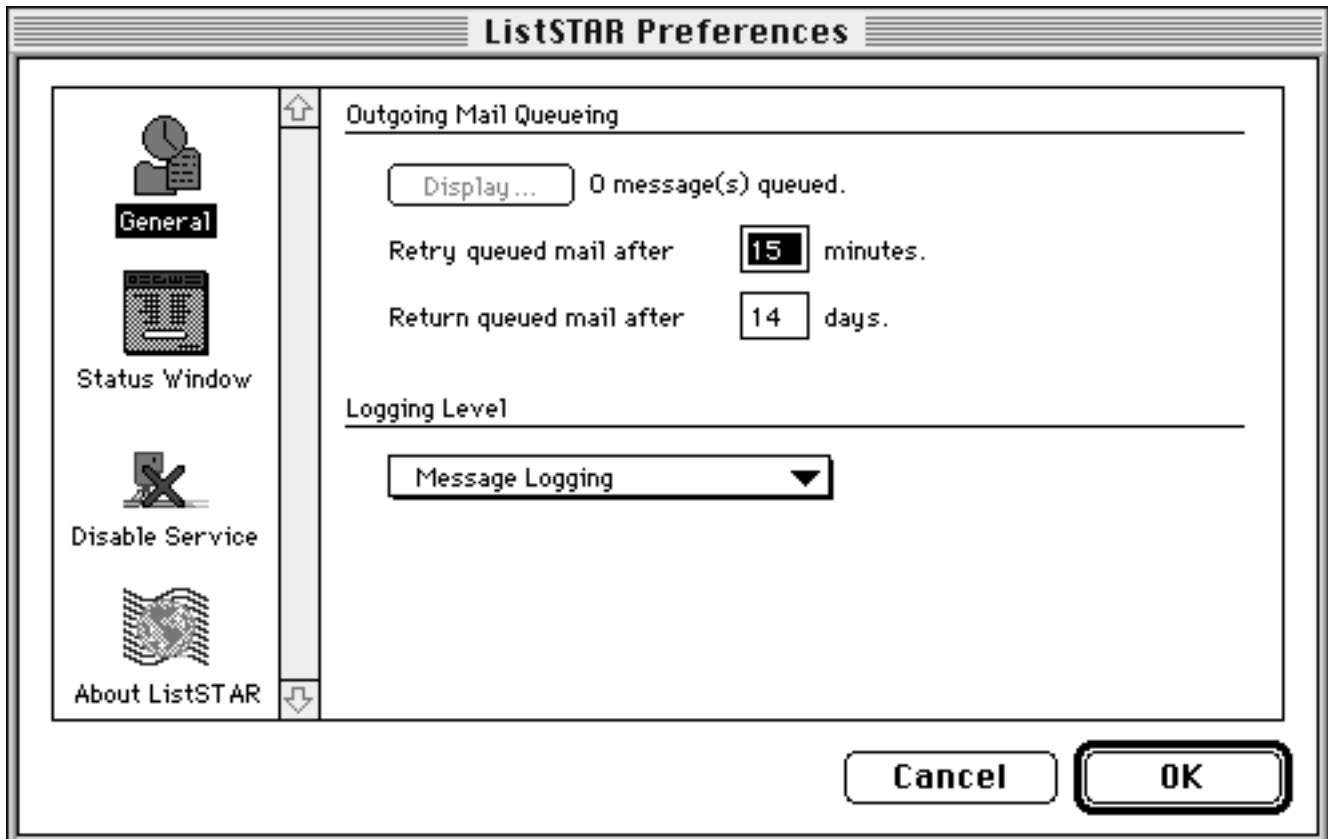 ListSTAR Preferences
General
Status Window
Disable Service
About ListSTAR
Outgoing Mail Queueing
Display... 0 message(s) queued.
Retry queued mail after 15 minutes.
Return queued mail after 14 days.
Logging Level
Message Logging
Cancel OK